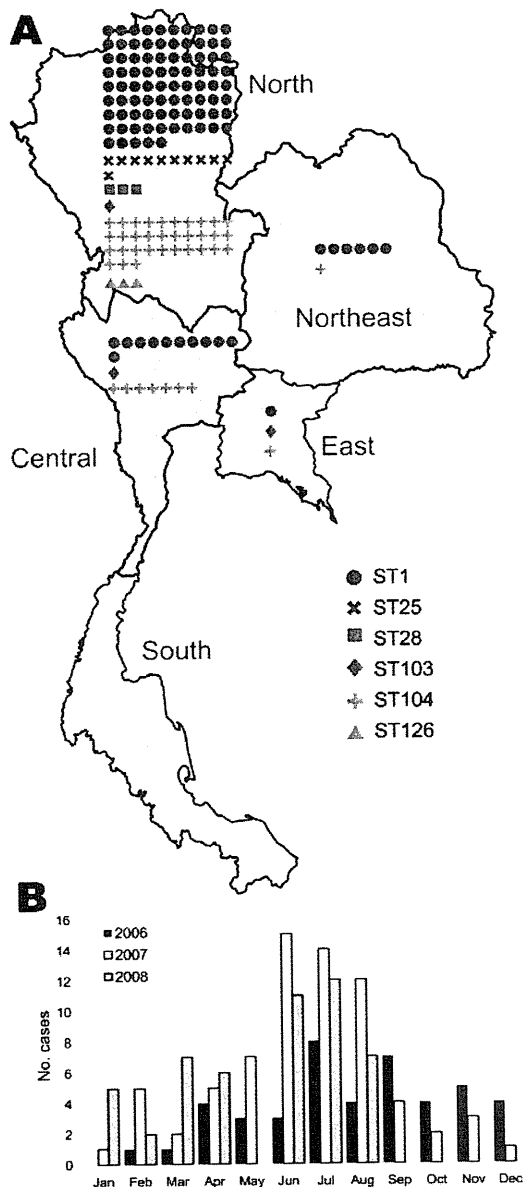 A
North
Northeast
Central
East
South
ST1
ST25
ST28
ST103
ST104
ST126
B
16
14
12
10
8
6
4
2
0
No. cases
2006
2007
2008
Jan Feb Mar Apr May Jun Jul Aug Sep Oct Nov Dec